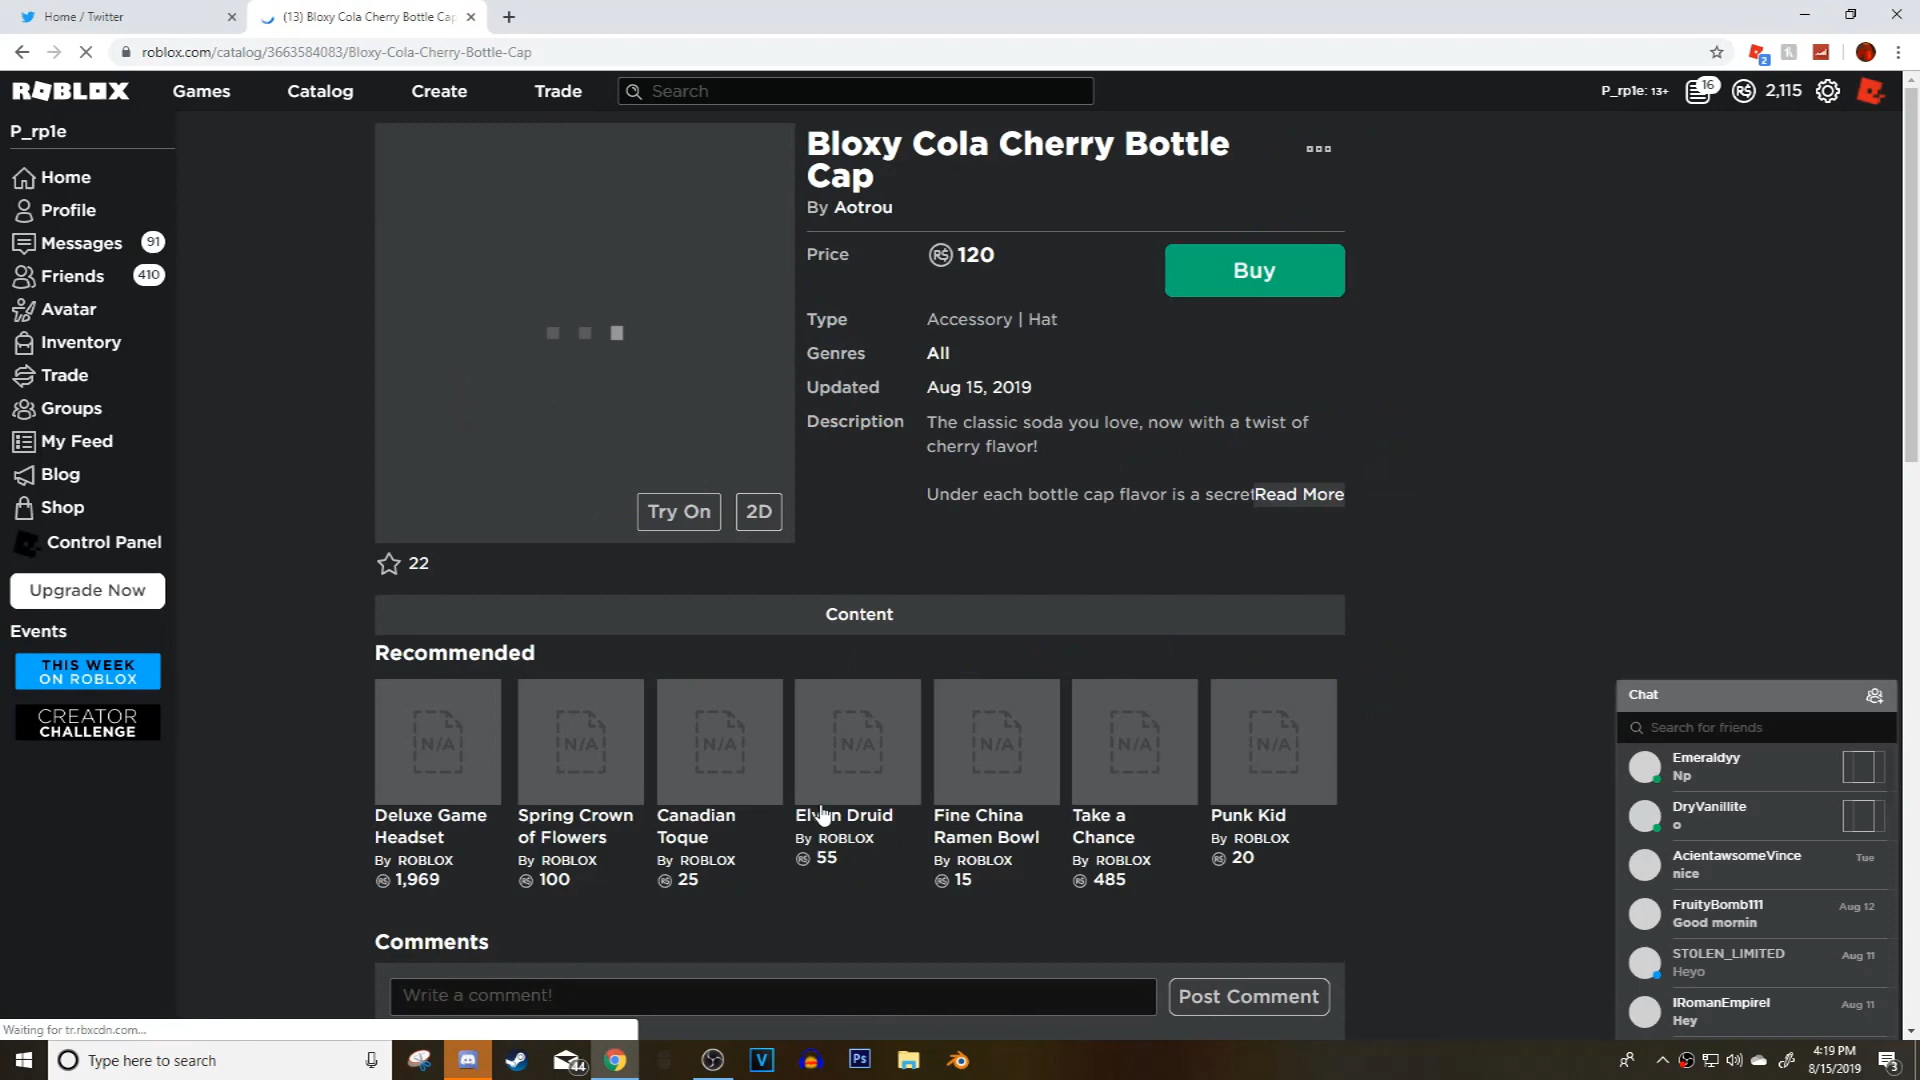 Home / Twitter
(13) Bloxy Cola Cherry Bottle Cap
roblox.com/catalog/3663584083/Bloxy-Cola-Cherry-Bottle-Cap
2
ROBLOX
Games
Catalog
Create
Trade
Search
P_rp1e: 13+
16
R$
2,115
P_rp1e
Home
Profile
Messages
91
Friends
410
Avatar
Inventory
Trade
Groups
My Feed
Blog
Shop
Control Panel
Upgrade Now
Events
THIS WEEK
ON ROBLOX
CREATOR
CHALLENGE
Try On
2D
22
Bloxy Cola Cherry Bottle
Cap
By Aotrou
Price
R$ 120
Buy
Type
Accessory | Hat
Genres
All
Updated
Aug 15, 2019
Description
The classic soda you love, now with a twist of
cherry flavor!
Under each bottle cap flavor is a secret
Read More
Content
Recommended
N/A
N/A
N/A
N/A
N/A
N/A
N/A
Deluxe Game
Headset
By ROBLOX
R$ 1,969
Spring Crown
of Flowers
By ROBLOX
R$ 100
Canadian
Toque
By ROBLOX
R$ 25
Druid
By ROBLOX
R$ 55
Fine China
Ramen Bowl
By ROBLOX
R$ 15
Take a
Chance
By ROBLOX
R$ 485
Punk Kid
By ROBLOX
R$ 20
Comments
Write a comment!
Post Comment
Chat
Search for friends
Emeraldyy
Np
DryVanillite
o
AcientawsomeVince
Tue
nice
FruityBomb111
Aug 12
Good mornin
STOLEN_LIMITED
Aug 11
Heyo
IRomanEmpireI
Aug 11
Hey
Waiting for tr.rbxcdn.com...
Type here to search
44
V
Ps
4:19 PM
8/15/2019
3